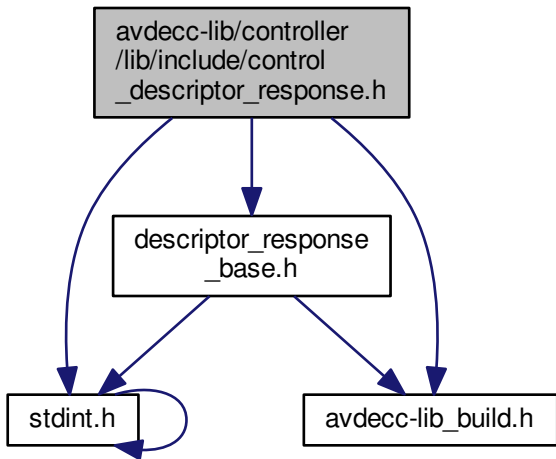 avdecc-lib/controller
/lib/include/control
_descriptor_response.h
descriptor_response
_base.h
stdint.h
avdecc-lib_build.h